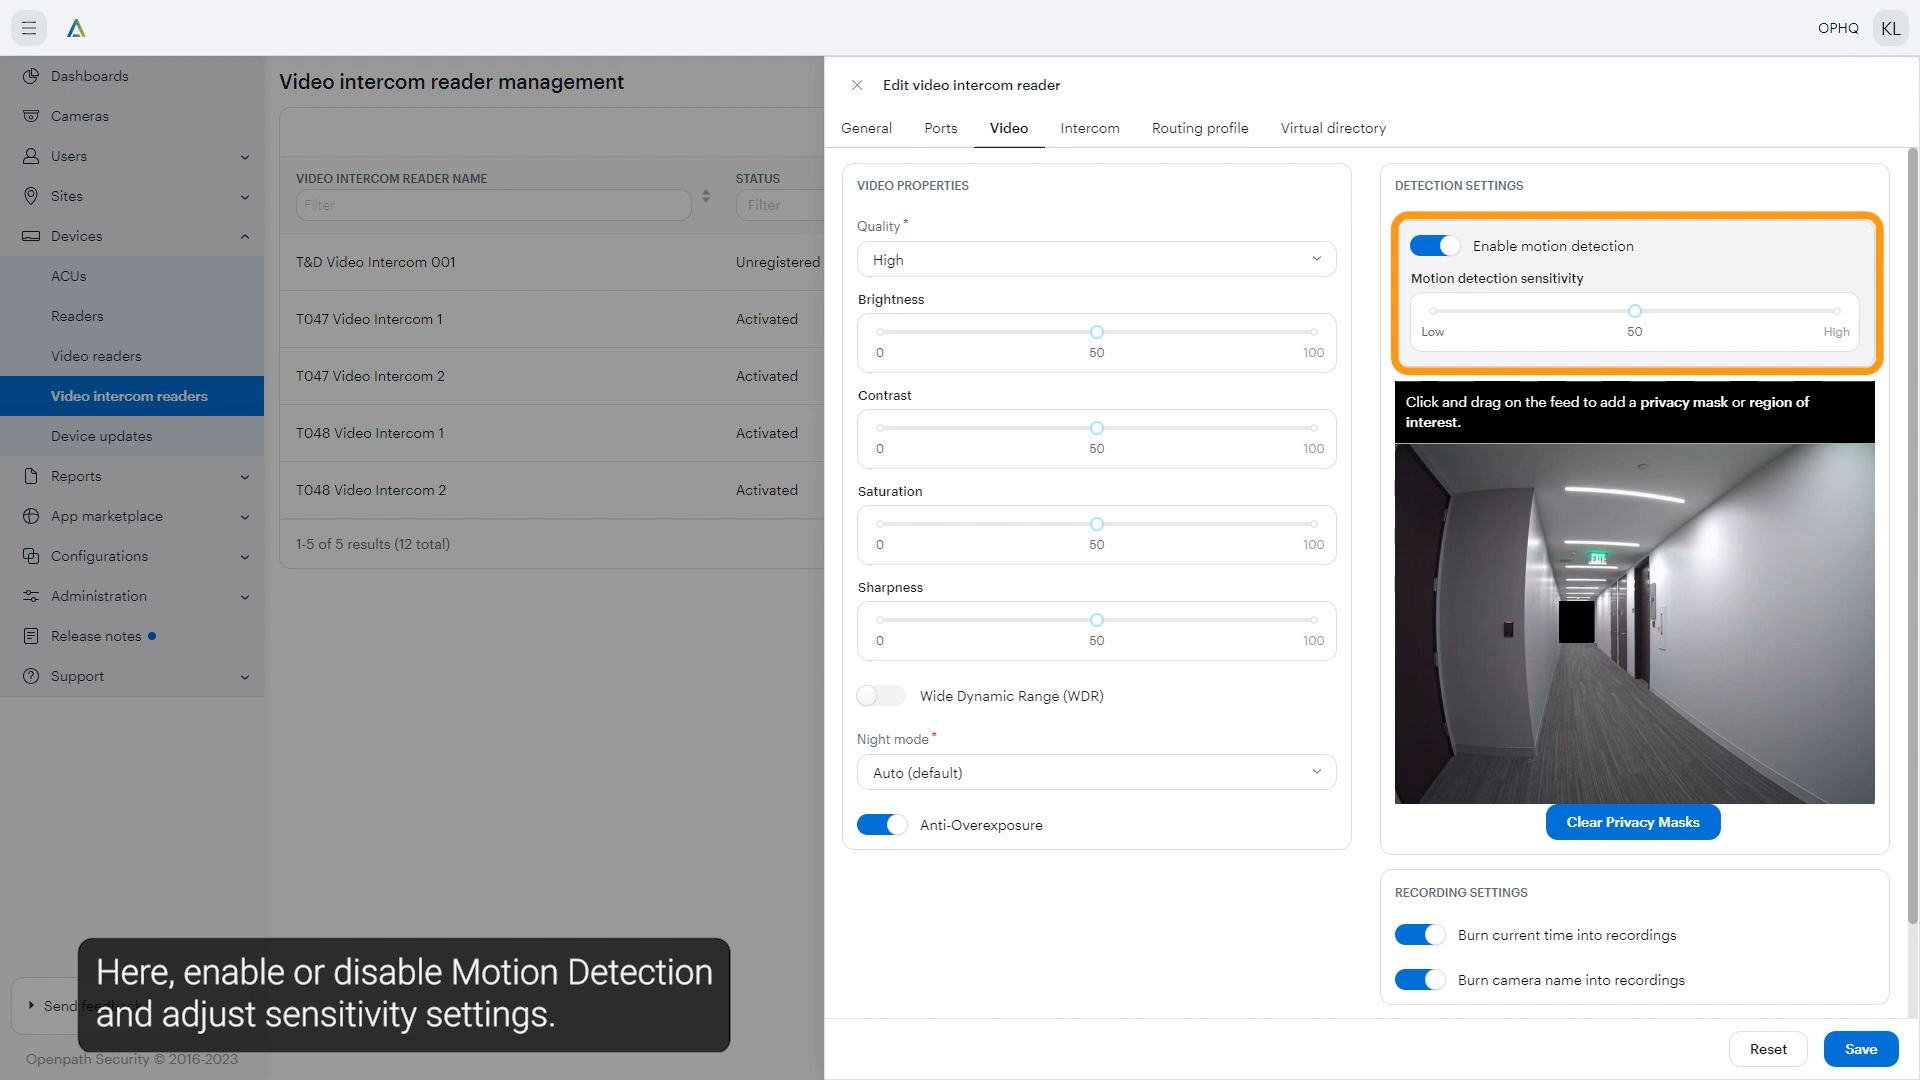 OPHQ
KL
Dashboards
Cameras
Users
Sites
Devices
ACUs
Readers
Video readers
Video intercom readers
Device updates
Reports
App marketplace
Configurations
Administration
Release notes
Support
Send feedback
Openpath Security © 2016-2023
Video intercom reader management
VIDEO INTERCOM READER NAME
STATUS
Filter
Filter
T&D Video Intercom 001
Unregistered
T047 Video Intercom 1
Activated
T047 Video Intercom 2
Activated
T048 Video Intercom 1
Activated
T048 Video Intercom 2
Activated
1-5 of 5 results (12 total)
Edit video intercom reader
General
Ports
Video
Intercom
Routing profile
Virtual directory
VIDEO PROPERTIES
Quality *
High
Brightness
0
50
100
Contrast
0
50
100
Saturation
0
50
100
Sharpness
0
50
100
Wide Dynamic Range (WDR)
Night mode *
Auto (default)
Anti-Overexposure
DETECTION SETTINGS
Enable motion detection
Motion detection sensitivity
Low
50
High
Click and drag on the feed to add a privacy mask or region of
interest.
EXIT
Clear Privacy Masks
RECORDING SETTINGS
Burn current time into recordings
Burn camera name into recordings
Reset
Save
Here, enable or disable Motion Detection
and adjust sensitivity settings.